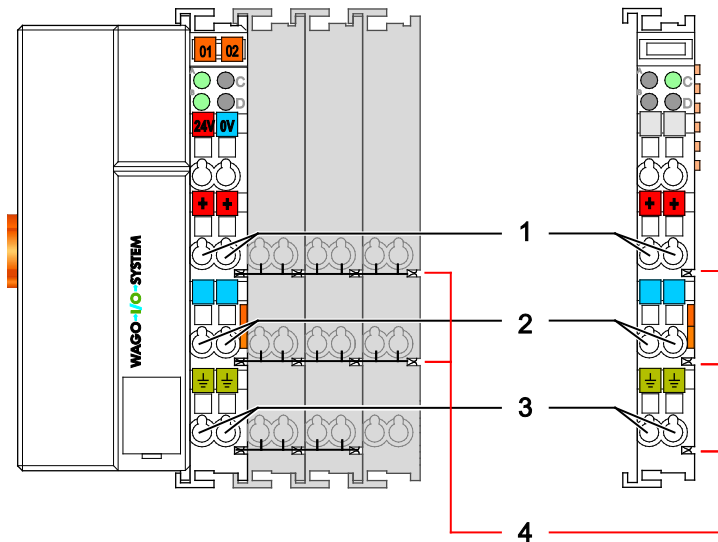 01 02
A C
B D
24V 0V
+ +
WAGO-I/O-SYSTEM
A C
B D
+ +
1
2
3
4